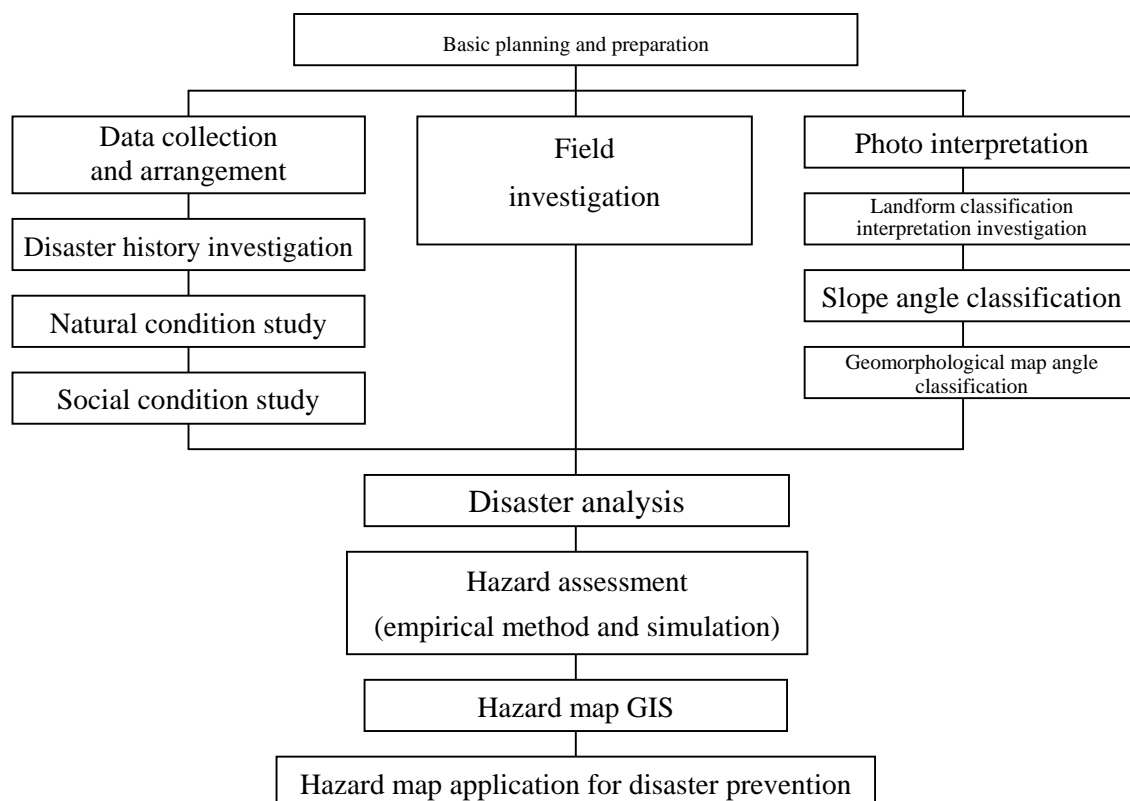 Basic planning and preparation
Data collection
and arrangement
Disaster history investigation
Natural condition study
Social condition study
Field
investigation
Photo interpretation
Landform classification
interpretation investigation
Slope angle classification
Geomorphological map angle
classification
Disaster analysis
Hazard assessment
(empirical method and simulation)
Hazard map GIS
Hazard map application for disaster prevention